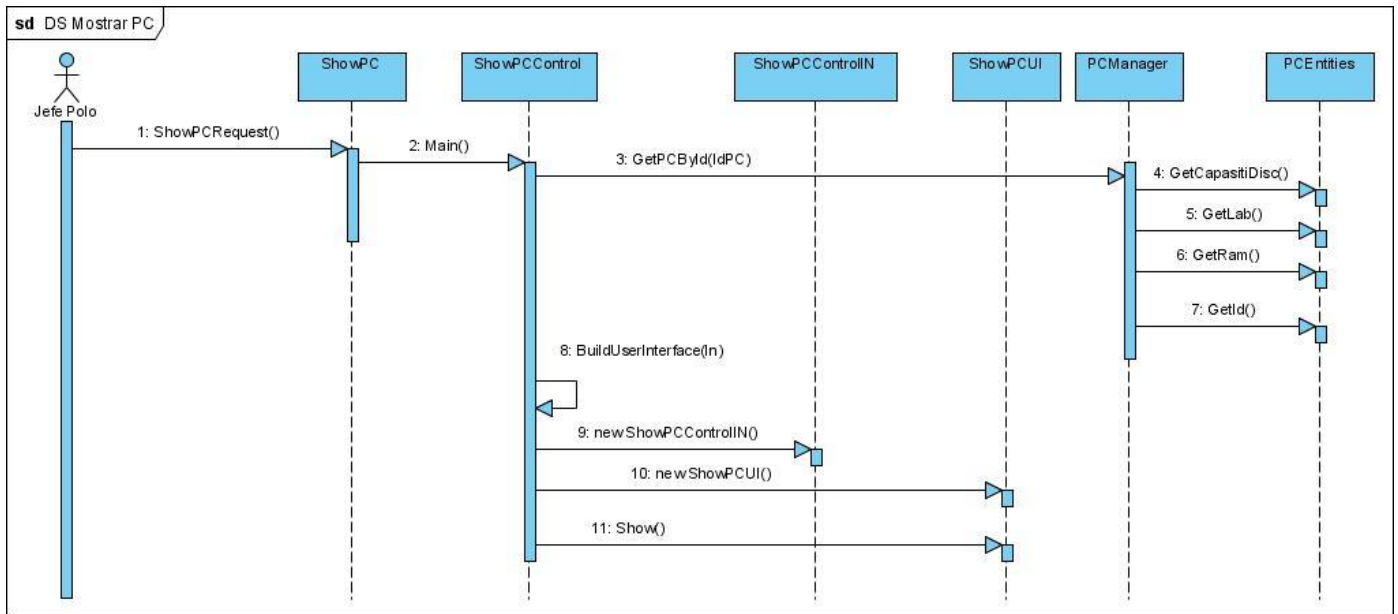 sd DS Mostrar PC
Jefe Polo
ShowPC
ShowPCControl
ShowPCControlIN
ShowPCUI
PCManager
PCEntities
1: ShowPCRequest()
2: Main()
3: GetPCById(IdPC)
4: GetCapasitiDisc()
5: GetLab()
6: GetRam()
7: GetId()
8: BuildUserInterface(In)
9: newShowPCControlIN()
10: newShowPCUI()
11: Show()